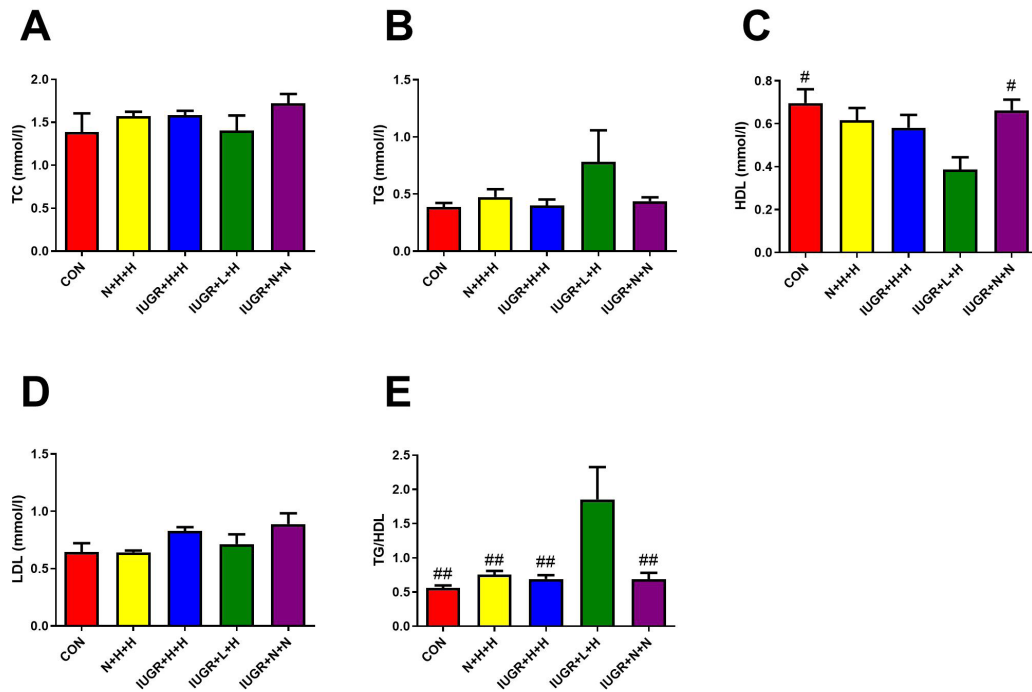 A
TC (mmol/l)
2.0
1.5
1.0
0.5
0.0
CON
N+H+H
IUGR+H+H
IUGR+L+H
IUGR+N+N
B
TG (mmol/l)
1.5
1.0
0.5
0.0
CON
N+H+H
IUGR+H+H
IUGR+L+H
IUGR+N+N
C
HDL (mmol/l)
0.8
0.6
0.4
0.2
0.0
#
#
CON
N+H+H
IUGR+H+H
IUGR+L+H
IUGR+N+N
D
LDL (mmol/l)
1.5
1.0
0.5
0.0
CON
N+H+H
IUGR+H+H
IUGR+L+H
IUGR+N+N
E
TG/HDL
2.5
2.0
1.5
1.0
0.5
0.0
##
##
##
##
CON
N+H+H
IUGR+H+H
IUGR+L+H
IUGR+N+N